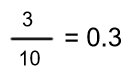 3/10 = 0.3